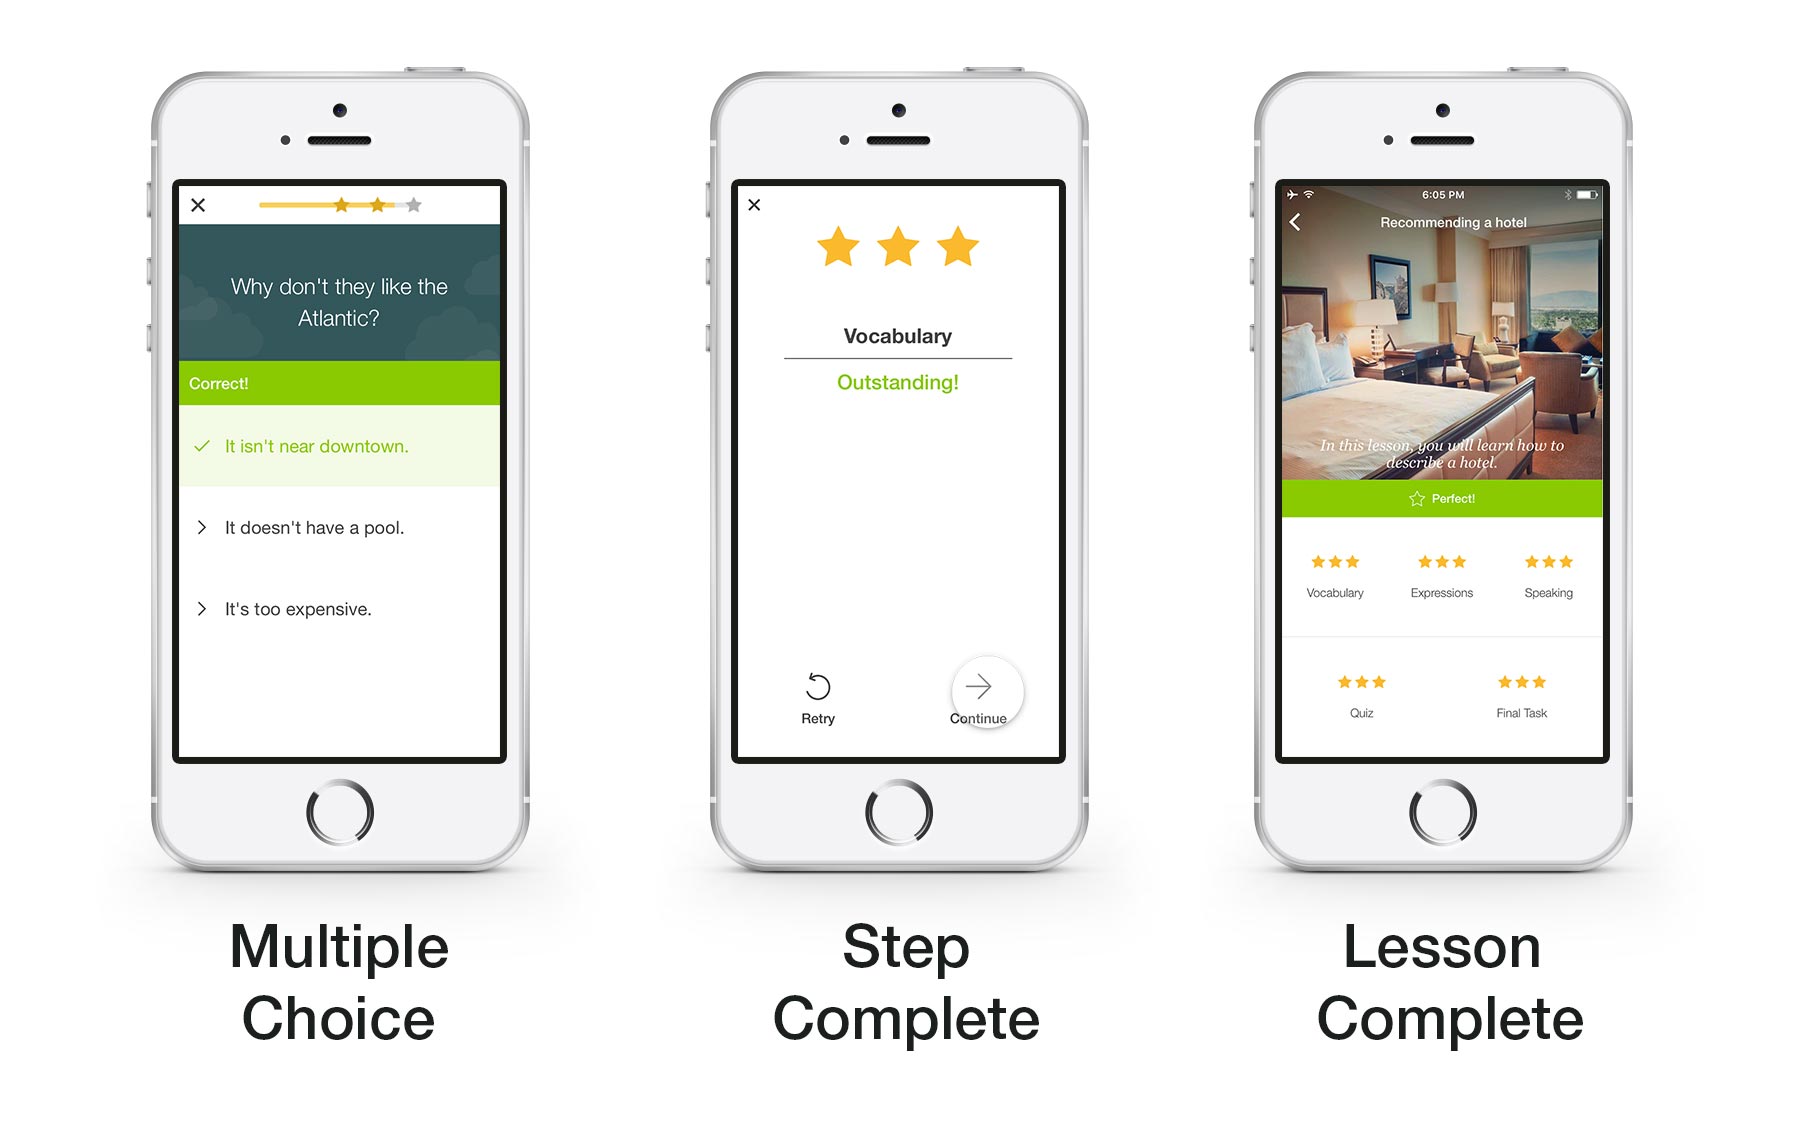 Why don't they like the
Atlantic?
Correct!
It isn't near downtown.
It doesn't have a pool.
It's too expensive.
Multiple
Choice
Vocabulary
Outstanding!
Retry
Continue
Step
Complete
6:05 PM
Recommending a hotel
In this lesson, you will learn how to
describe a hotel.
Perfect!
Vocabulary
Expressions
Speaking
Quiz
Final Task
Lesson
Complete